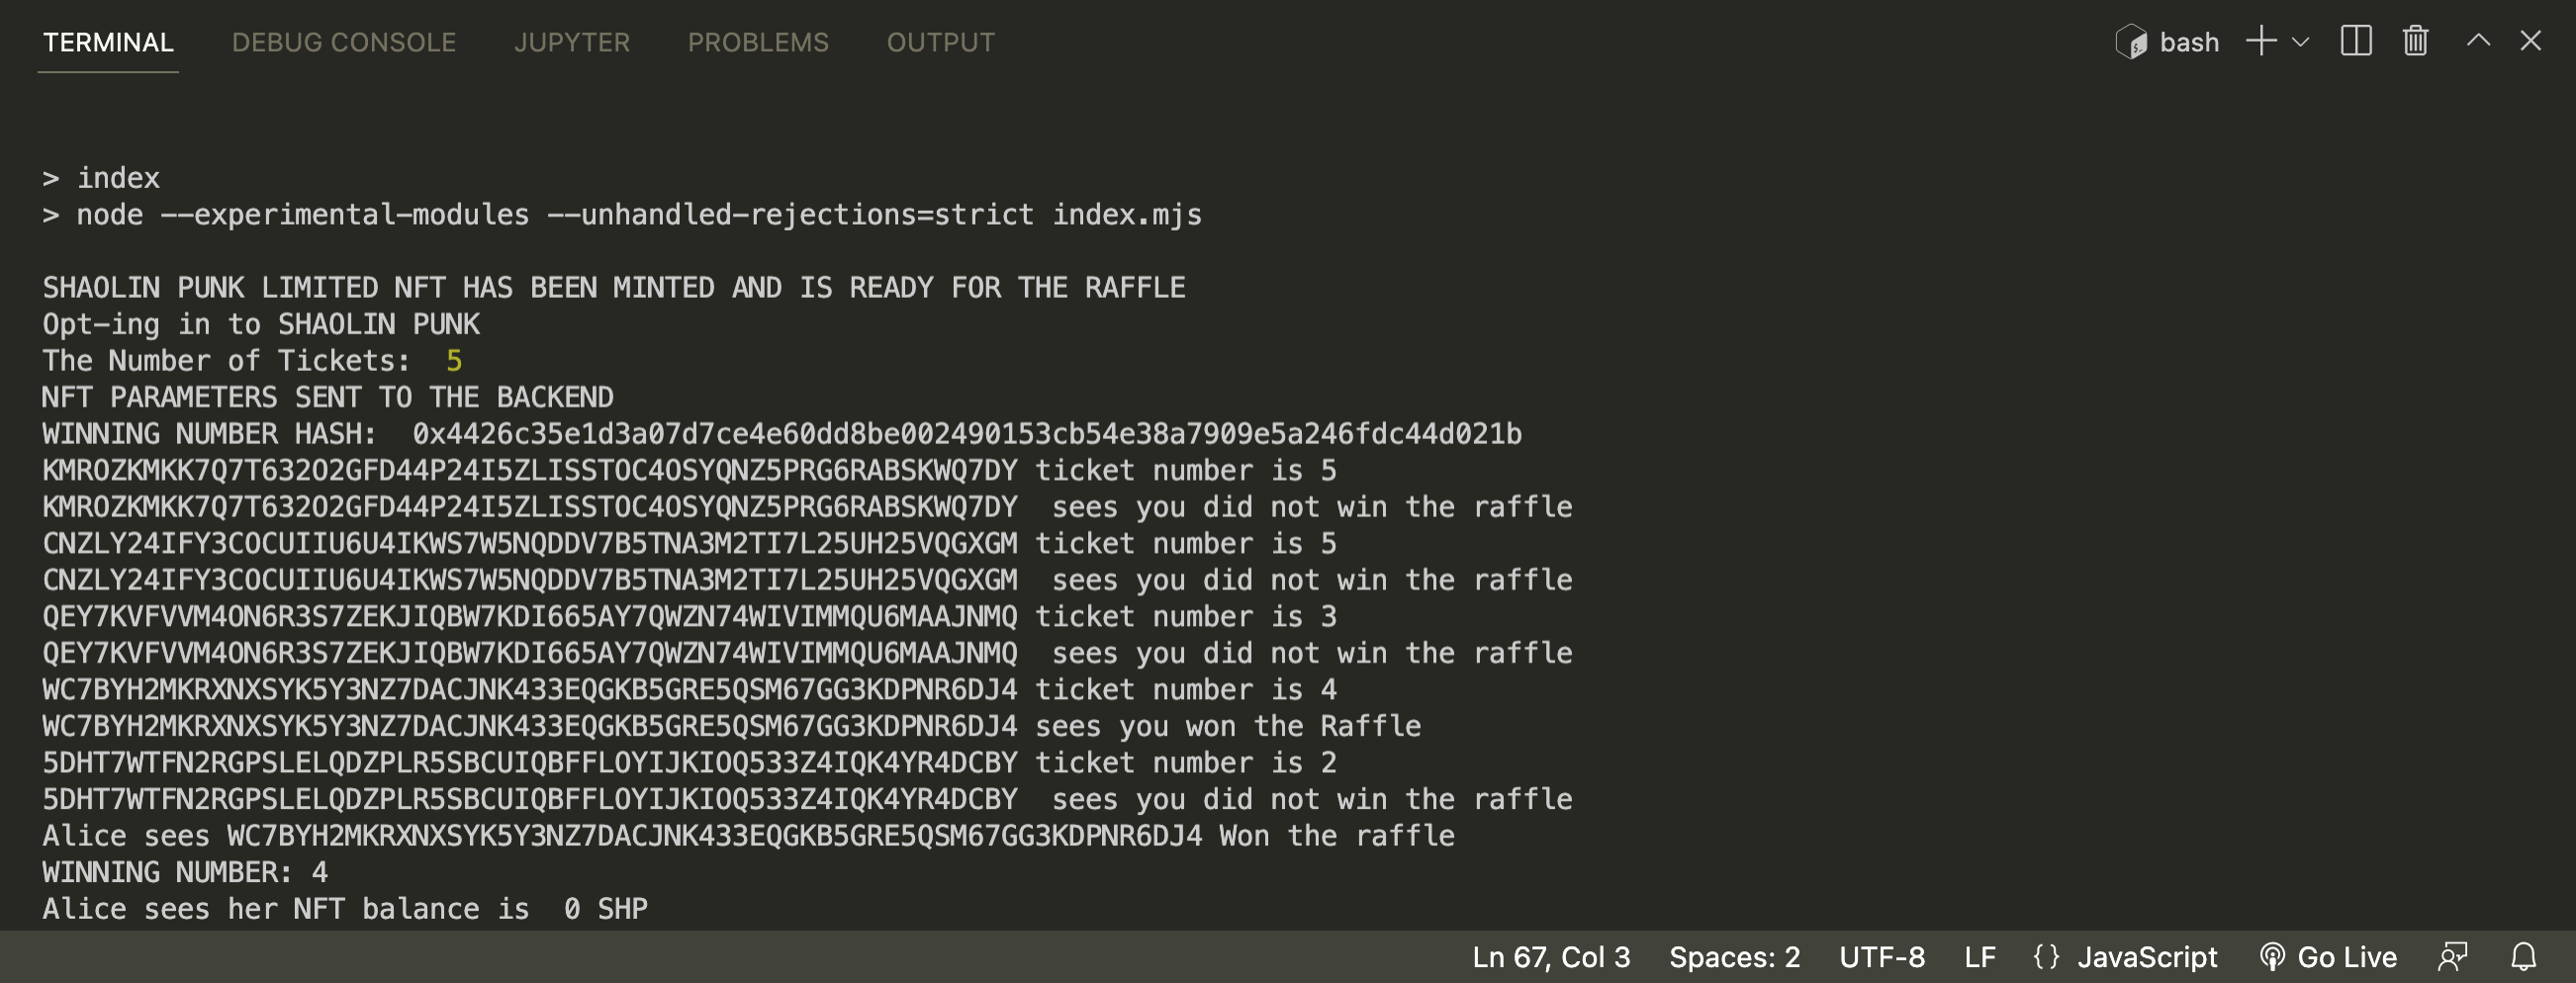 TERMINAL DEBUG CONSOLE JUPYTER PROBLEMS OUTPUT bash
> index
> node --experimental-modules --unhandled-rejections=strict index.mjs
SHAOLIN PUNK LIMITED NFT HAS BEEN MINTED AND IS READY FOR THE RAFFLE
Opt-ing in to SHAOLIN PUNK
The Number of Tickets:  5
NFT PARAMETERS SENT TO THE BACKEND
WINNING NUMBER HASH:  0x4426c35e1d3a07d7ce4e60dd8be002490153cb54e38a7909e5a246fdc44d021b
KMROZKMKK7Q7T632O2GFD44P24I5ZLISSTOC4OSYQNZ5PRG6RABSKWQ7DY ticket number is 5
KMROZKMKK7Q7T632O2GFD44P24I5ZLISSTOC4OSYQNZ5PRG6RABSKWQ7DY  sees you did not win the raffle
CNZLY24IFY3COCUIIU6U4IKWS7W5NQDDV7B5TNA3M2TI7L25UH25VQGXGM ticket number is 5
CNZLY24IFY3COCUIIU6U4IKWS7W5NQDDV7B5TNA3M2TI7L25UH25VQGXGM  sees you did not win the raffle
QEY7KVFVVM4ON6R3S7ZEKJIQBW7KDI665AY7QWZN74WIVIMMQU6MAAJNMQ ticket number is 3
QEY7KVFVVM4ON6R3S7ZEKJIQBW7KDI665AY7QWZN74WIVIMMQU6MAAJNMQ  sees you did not win the raffle
WC7BYH2MKRXNXSYK5Y3NZ7DACJNK433EQGKB5GRE5QSM67GG3KDPNR6DJ4 ticket number is 4
WC7BYH2MKRXNXSYK5Y3NZ7DACJNK433EQGKB5GRE5QSM67GG3KDPNR6DJ4 sees you won the Raffle
5DHT7WTFN2RGPSLELQDZPLR5SBCUIQBFFLOYIJKIOQ533Z4IQK4YR4DCBY ticket number is 2
5DHT7WTFN2RGPSLELQDZPLR5SBCUIQBFFLOYIJKIOQ533Z4IQK4YR4DCBY  sees you did not win the raffle
Alice sees WC7BYH2MKRXNXSYK5Y3NZ7DACJNK433EQGKB5GRE5QSM67GG3KDPNR6DJ4 Won the raffle
WINNING NUMBER: 4
Alice sees her NFT balance is  0 SHP
Ln 67, Col 3 Spaces: 2 UTF-8 LF {} JavaScript Go Live